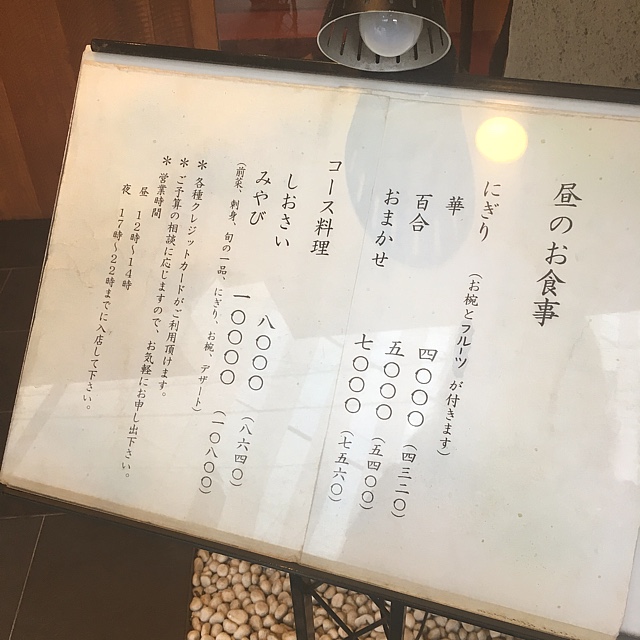 昼のお食事
にぎり (お椀とフルーツが付きます)
華 四〇〇〇 (四三二〇)
百合 五〇〇〇 (五四〇〇)
おまかせ 七〇〇〇 (七五六〇)
コース料理
しおさい 八〇〇〇 (八六四〇)
みやび 一〇〇〇〇 (一〇八〇〇)
(前菜、刺身、旬の一品、にぎり、お椀、デザート)
＊各種クレジットカードがご利用頂けます。
＊ご予算の相談に応じますので、お気軽にお申し出下さい。
＊営業時間
昼 12時～14時
夜 17時～22時までに入店して下さい。